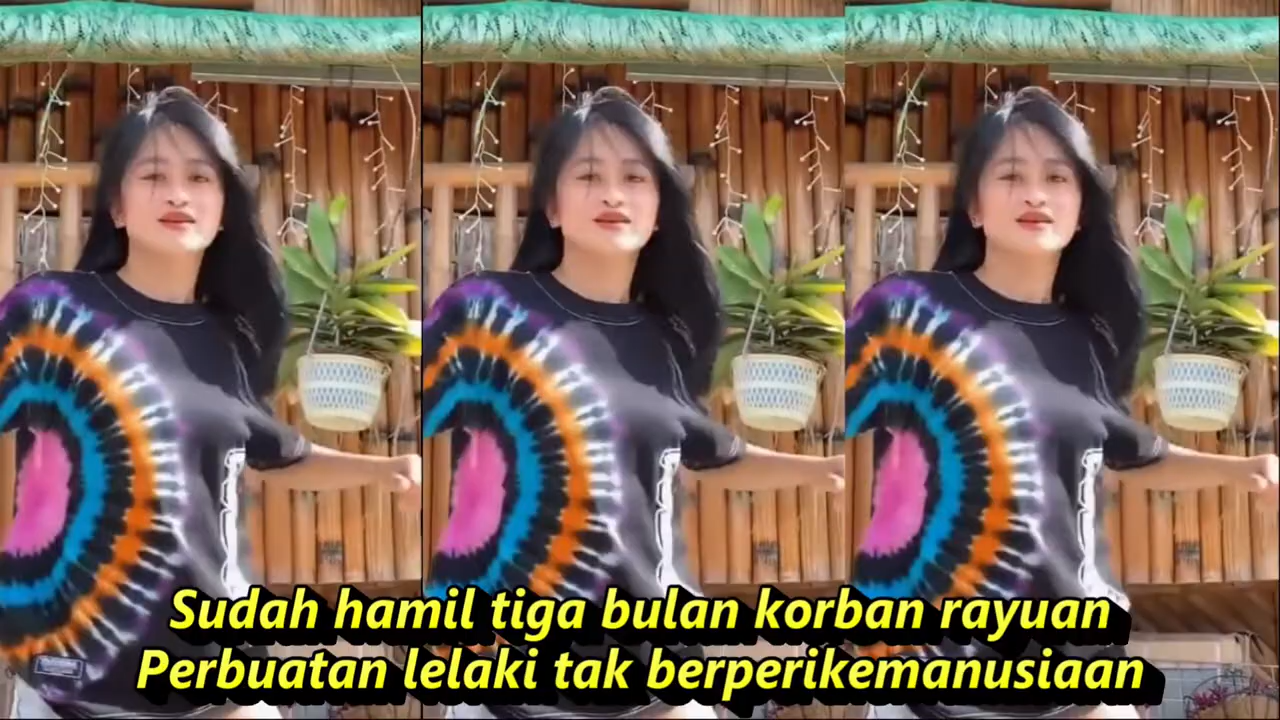 Sudah hamil tiga bulan korban rayuan
Perbuatan lelaki tak berperikemanusiaan